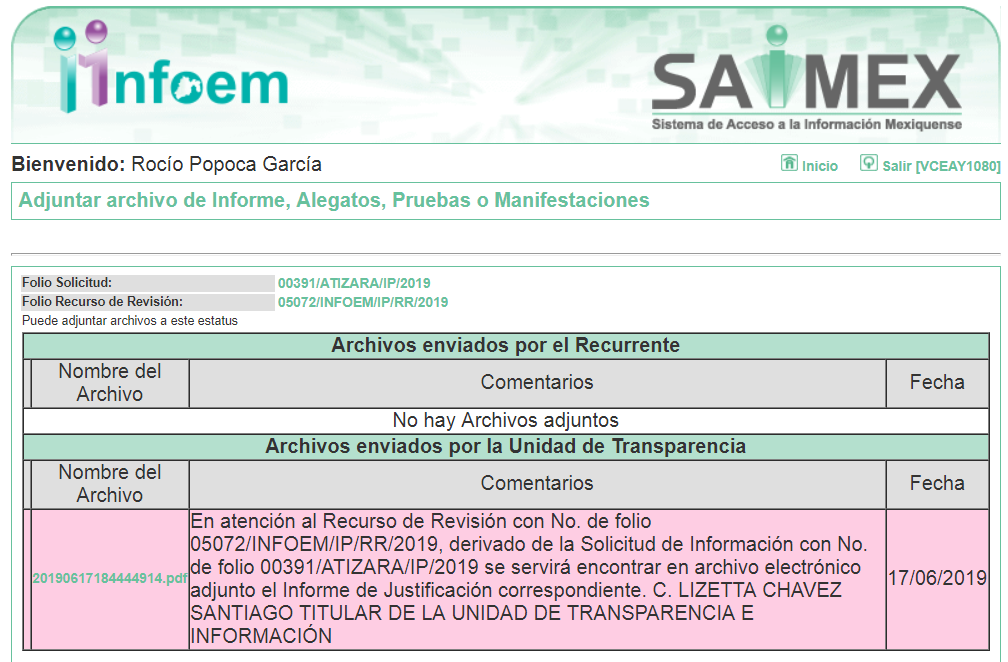 infoem
SAIMEX
Sistema de Acceso a la Información Mexiquense
Bienvenido: Rocío Popoca García
Inicio
Salir [VCEAY1080]
Adjuntar archivo de Informe, Alegatos, Pruebas o Manifestaciones
Folio Solicitud: 00391/ATIZARA/IP/2019
Folio Recurso de Revisión: 05072/INFOEM/IP/RR/2019
Puede adjuntar archivos a este estatus
Archivos enviados por el Recurrente
Nombre del
Archivo
Comentarios
Fecha
No hay Archivos adjuntos
Archivos enviados por la Unidad de Transparencia
Nombre del
Archivo
Comentarios
Fecha
20190617184444914.pdf
En atención al Recurso de Revisión con No. de folio
05072/INFOEM/IP/RR/2019, derivado de la Solicitud de Información con No.
de folio 00391/ATIZARA/IP/2019 se servirá encontrar en archivo electrónico
adjunto el Informe de Justificación correspondiente. C. LIZETTA CHAVEZ
SANTIAGO TITULAR DE LA UNIDAD DE TRANSPARENCIA E
INFORMACIÓN
17/06/2019